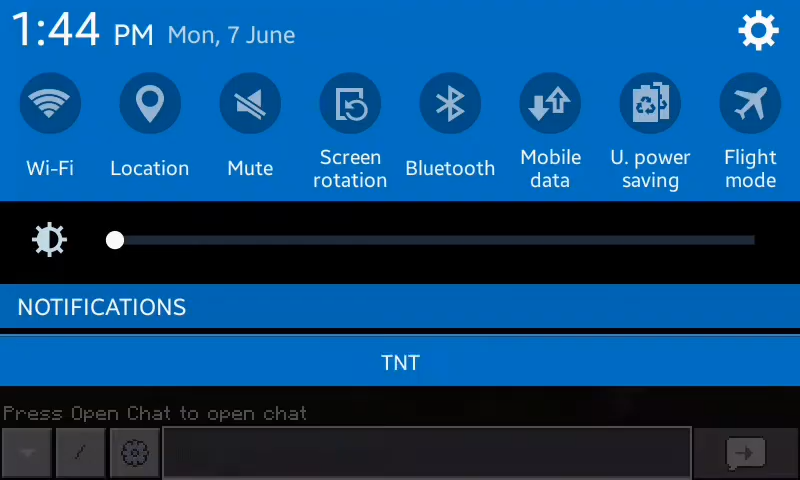 1:44 PM Mon, 7 June
Wi-Fi
Location
Mute
Screen
rotation
Bluetooth
Mobile
data
U. power
saving
Flight
mode
NOTIFICATIONS
TNT
Press Open Chat to open chat
/